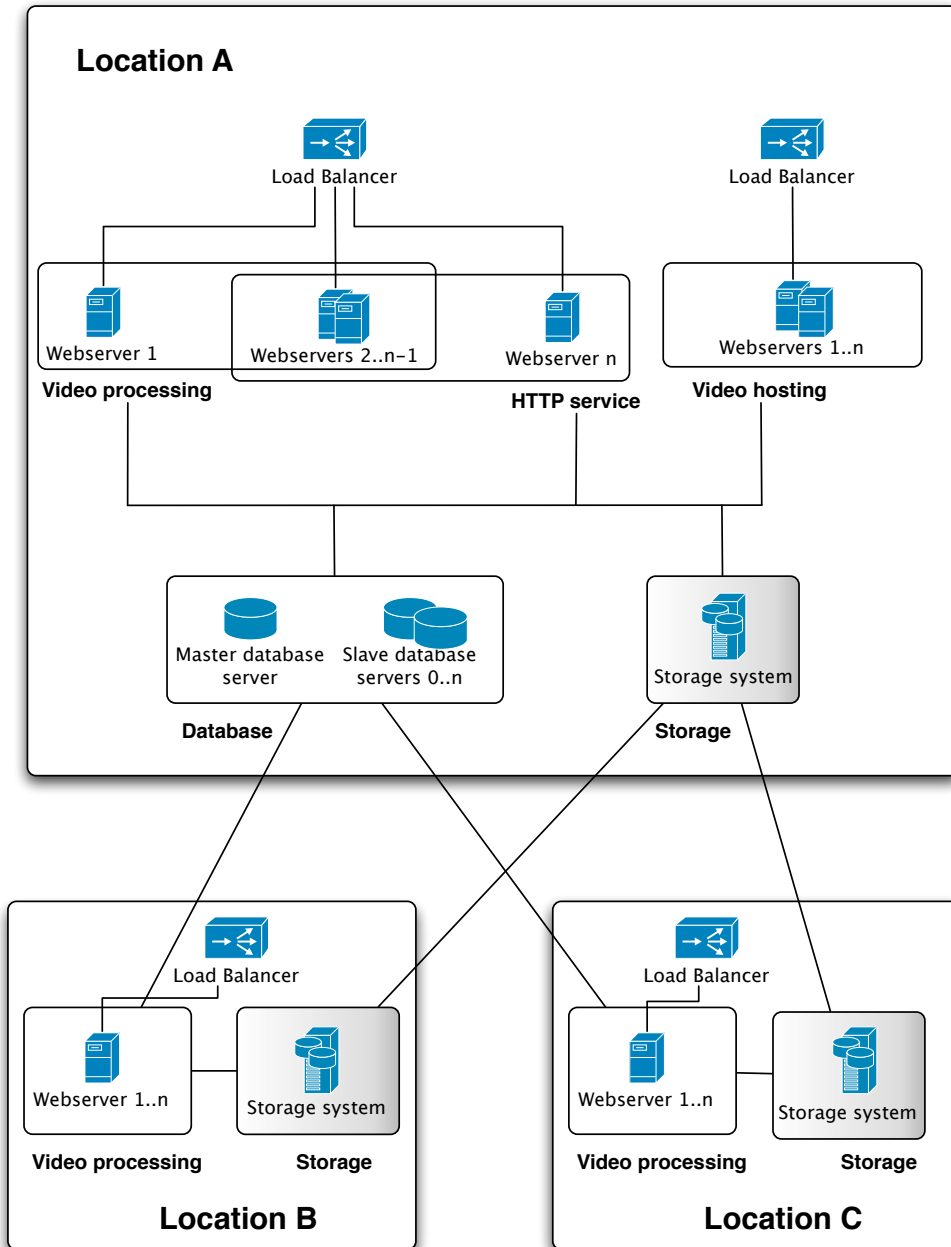 Location A
Load Balancer
Load Balancer
Webserver 1
Webservers 2..n-1
Webserver n
Webservers 1..n
Video processing
HTTP service
Video hosting
Master database
server
Slave database
servers 0..n
Storage system
Database
Storage
Load Balancer
Webserver 1..n
Storage system
Video processing
Storage
Location B
Load Balancer
Webserver 1..n
Storage system
Video processing
Storage
Location C